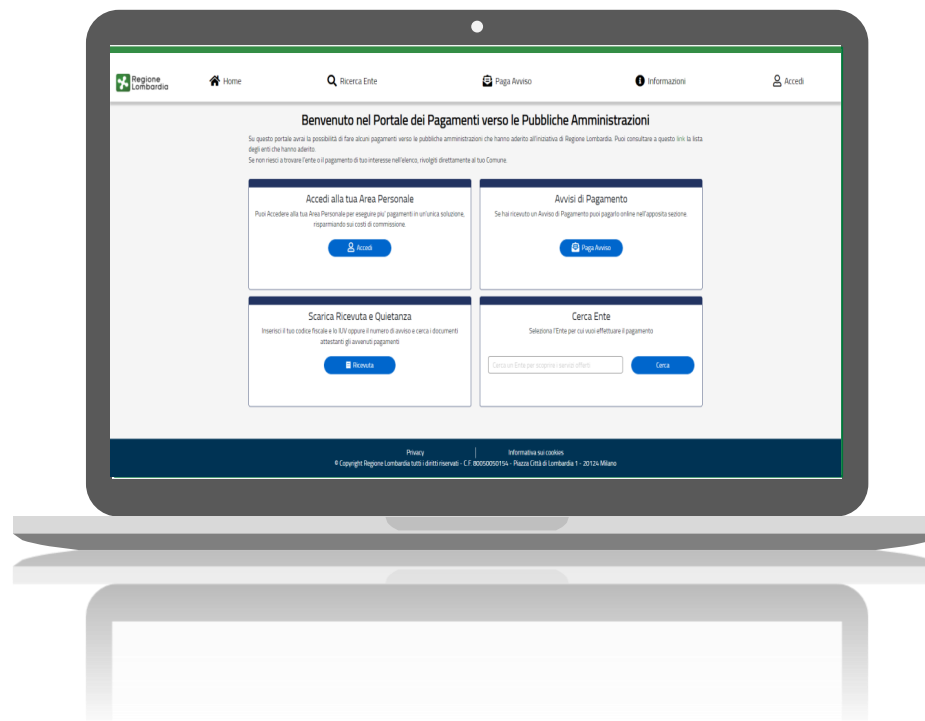 Regione
Lombardia
Home
Ricerca Ente
Paga Avviso
Informazioni
Accedi
Benvenuto nel Portale dei Pagamenti verso le Pubbliche Amministrazioni
Su questo portale avrai la possibilità di fare alcuni pagamenti verso le pubbliche amministrazioni che hanno aderito all'iniziativa di Regione Lombardia. Puoi consultare a questo link la lista
degli enti che hanno aderito.
Se non riesci a trovare l'ente o il pagamento di tuo interesse nell'elenco, rivolgiti direttamente al tuo Comune.
Accedi alla tua Area Personale
Puoi Accedere alla tua Area Personale per eseguire piu' pagamenti in un'unica soluzione,
risparmiando sui costi di commissione.
Accedi
Avvisi di Pagamento
Se hai ricevuto un Avviso di Pagamento puoi pagarlo online nell'apposita sezione.
Paga Avviso
Scarica Ricevuta e Quietanza
Inserisci il tuo codice fiscale e lo IUV oppure il numero di avviso e cerca i documenti
attestanti gli avvenuti pagamenti
Ricevuta
Cerca Ente
Seleziona l'Ente per cui vuoi effettuare il pagamento
Cerca un Ente per scoprire i servizi offerti
Cerca
Privacy
Informativa sui cookies
© Copyright Regione Lombardia tutti i diritti riservati - C.F. 80050050154 - Piazza Città di Lombardia 1 - 20124 Milano